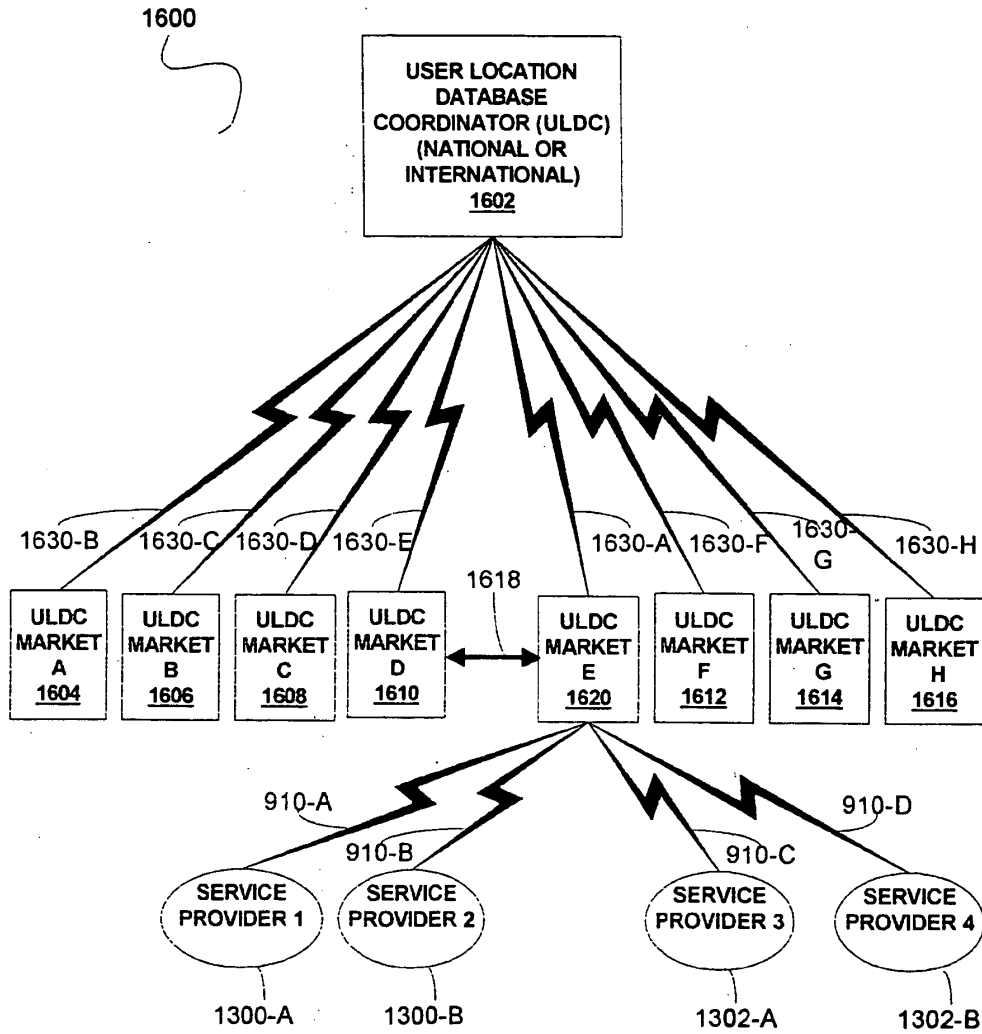 1600
USER LOCATION
DATABASE
COORDINATOR (ULDC)
(NATIONAL OR
INTERNATIONAL)
1602
1630-B
1630-C
1630-D
1630-E
1630-A
1630-F
1630-
G
1630-H
1618
ULDC
MARKET
A
1604
ULDC
MARKET
B
1606
ULDC
MARKET
C
1608
ULDC
MARKET
D
1610
ULDC
MARKET
E
1620
ULDC
MARKET
F
1612
ULDC
MARKET
G
1614
ULDC
MARKET
H
1616
910-A
910-B
910-C
910-D
SERVICE
PROVIDER 1
SERVICE
PROVIDER 2
SERVICE
PROVIDER 3
SERVICE
PROVIDER 4
1300-A
1300-B
1302-A
1302-B